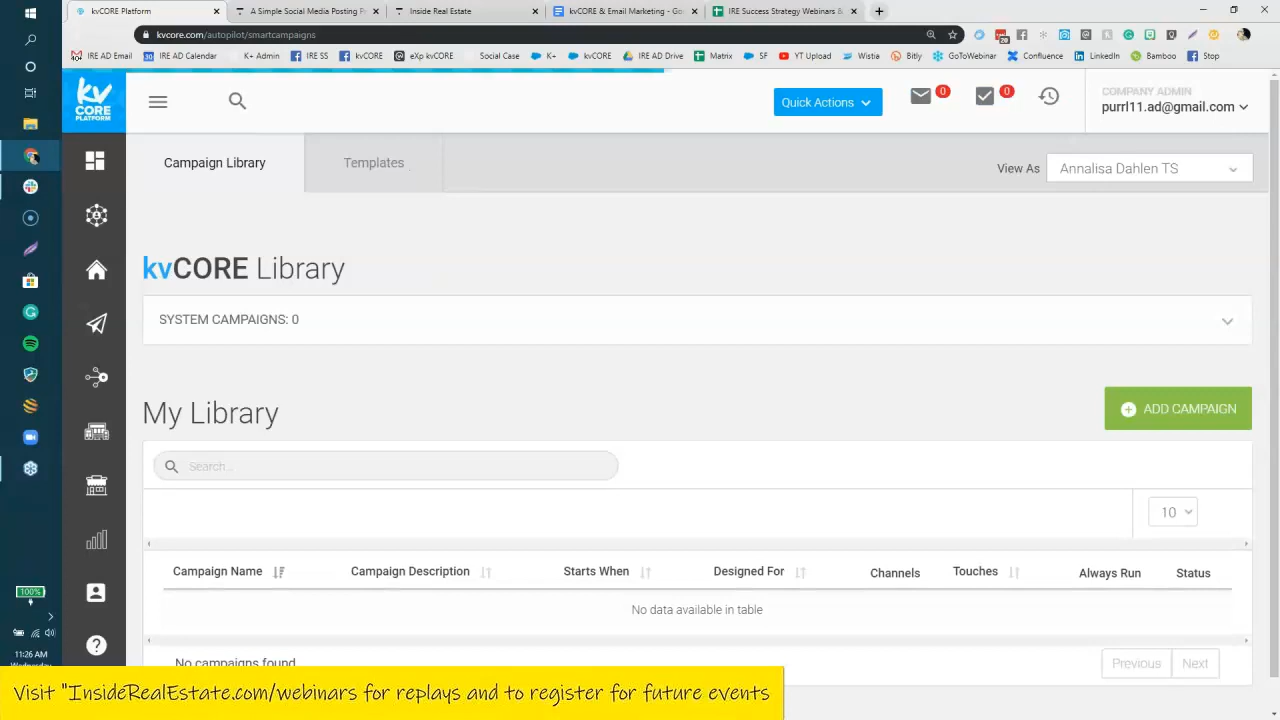 kvCORE Platform
A Simple Social Media Posting P
Inside Real Estate
kvCORE & Email Marketing - Go
IRE Success Strategy Webinars &
kvcore.com/autopilot/smartcampaigns
IRE AD Email
IRE AD Calendar
K+ Admin
IRE SS
kvCORE
eXp kvCORE
Social Case
K+
kvCORE
IRE AD Drive
Matrix
SF
YT Upload
Wistia
Bitly
GoToWebinar
Confluence
LinkedIn
Bamboo
Stop
kv
CORE
PLATFORM
Quick Actions
0
0
COMPANY ADMIN
purrl11.ad@gmail.com
Campaign Library
Templates
View As
Annalisa Dahlen TS
kvCORE Library
SYSTEM CAMPAIGNS: 0
My Library
ADD CAMPAIGN
Search...
10
Campaign Name
Campaign Description
Starts When
Designed For
Channels
Touches
Always Run
Status
No data available in table
No campaigns found
Previous
Next
100%
11:26 AM
Wednesday
Visit "InsideRealEstate.com/webinars for replays and to register for future events